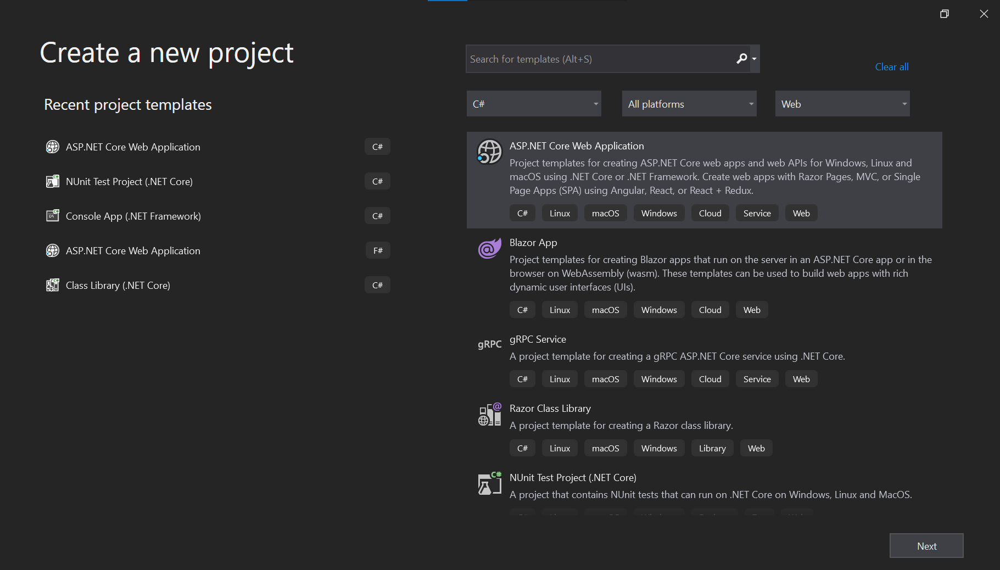 Create a new project
Search for templates (Alt+S)
Clear all
Recent project templates
C#
All platforms
Web
ASP.NET Core Web Application C#
NUnit Test Project (.NET Core) C#
Console App (.NET Framework) C#
ASP.NET Core Web Application F#
Class Library (.NET Core) C#
ASP.NET Core Web Application
Project templates for creating ASP.NET Core web apps and web APIs for Windows, Linux and
macOS using .NET Core or .NET Framework. Create web apps with Razor Pages, MVC, or Single
Page Apps (SPA) using Angular, React, or React + Redux.
C# Linux macOS Windows Cloud Service Web
Blazor App
Project templates for creating Blazor apps that run on the server in an ASP.NET Core app or in the
browser on WebAssembly (wasm). These templates can be used to build web apps with rich
dynamic user interfaces (UIs).
C# Linux macOS Windows Cloud Web
gRPC
gRPC Service
A project template for creating a gRPC ASP.NET Core service using .NET Core.
C# Linux macOS Windows Cloud Service Web
Razor Class Library
A project template for creating a Razor class library.
C# Linux macOS Windows Library Web
NUnit Test Project (.NET Core)
A project that contains NUnit tests that can run on .NET Core on Windows, Linux and MacOS.
Next